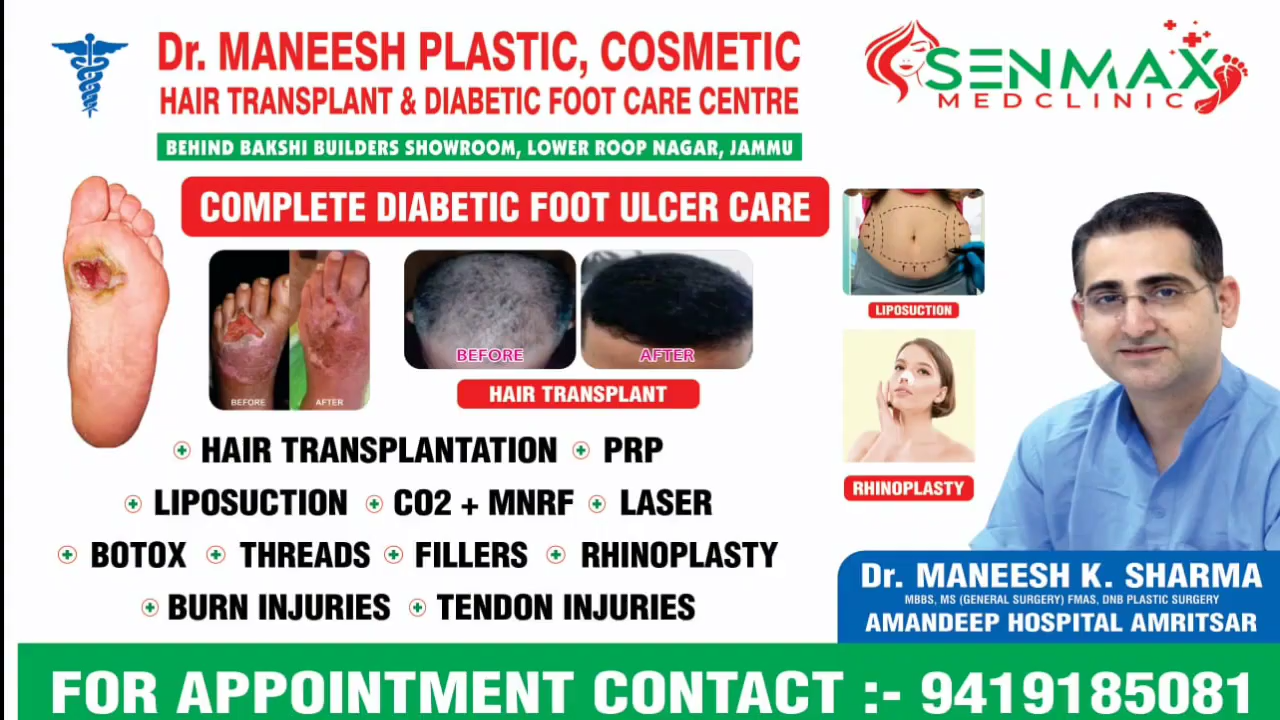 Dr. MANEESH PLASTIC, COSMETIC
HAIR TRANSPLANT & DIABETIC FOOT CARE CENTRE
BEHIND BAKSHI BUILDERS SHOWROOM, LOWER ROOP NAGAR, JAMMU
SENMAX
MEDCLINIC
COMPLETE DIABETIC FOOT ULCER CARE
BEFORE AFTER
BEFORE AFTER
HAIR TRANSPLANT
LIPOSUCTION
RHINOPLASTY
HAIR TRANSPLANTATION PRP
LIPOSUCTION CO2 + MNRF LASER
BOTOX THREADS FILLERS RHINOPLASTY
BURN INJURIES TENDON INJURIES
Dr. MANEESH K. SHARMA
MBBS, MS (GENERAL SURGERY) FMAS, DNB PLASTIC SURGERY
AMANDEEP HOSPITAL AMRITSAR
FOR APPOINTMENT CONTACT :- 9419185081